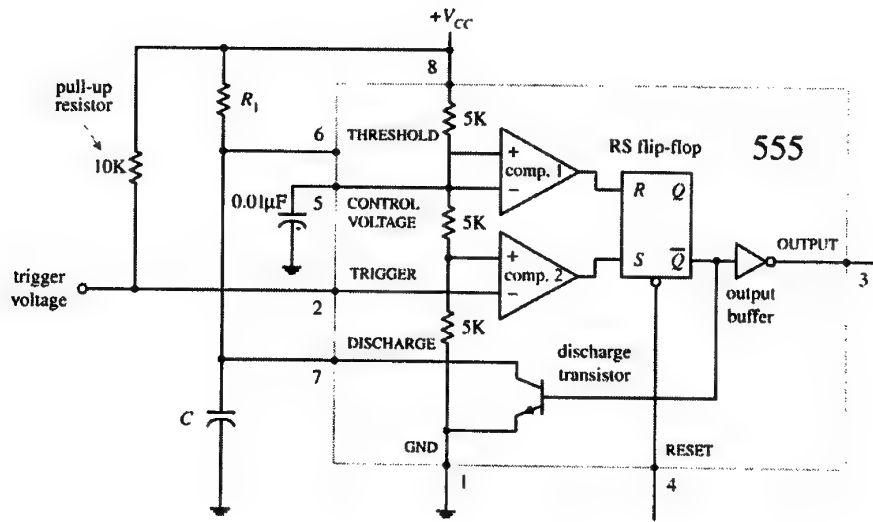 +V_CC
8
pull-up
resistor
R₁
5K
6
THRESHOLD
RS flip-flop
555
+
comp. 1
−
10K
0.01µF
5
CONTROL
VOLTAGE
R
Q
5K
OUTPUT
S
Q̅
+
comp. 2
−
TRIGGER
trigger
voltage
2
3
output
buffer
5K
DISCHARGE
7
discharge
transistor
C
GND
RESET
1
4